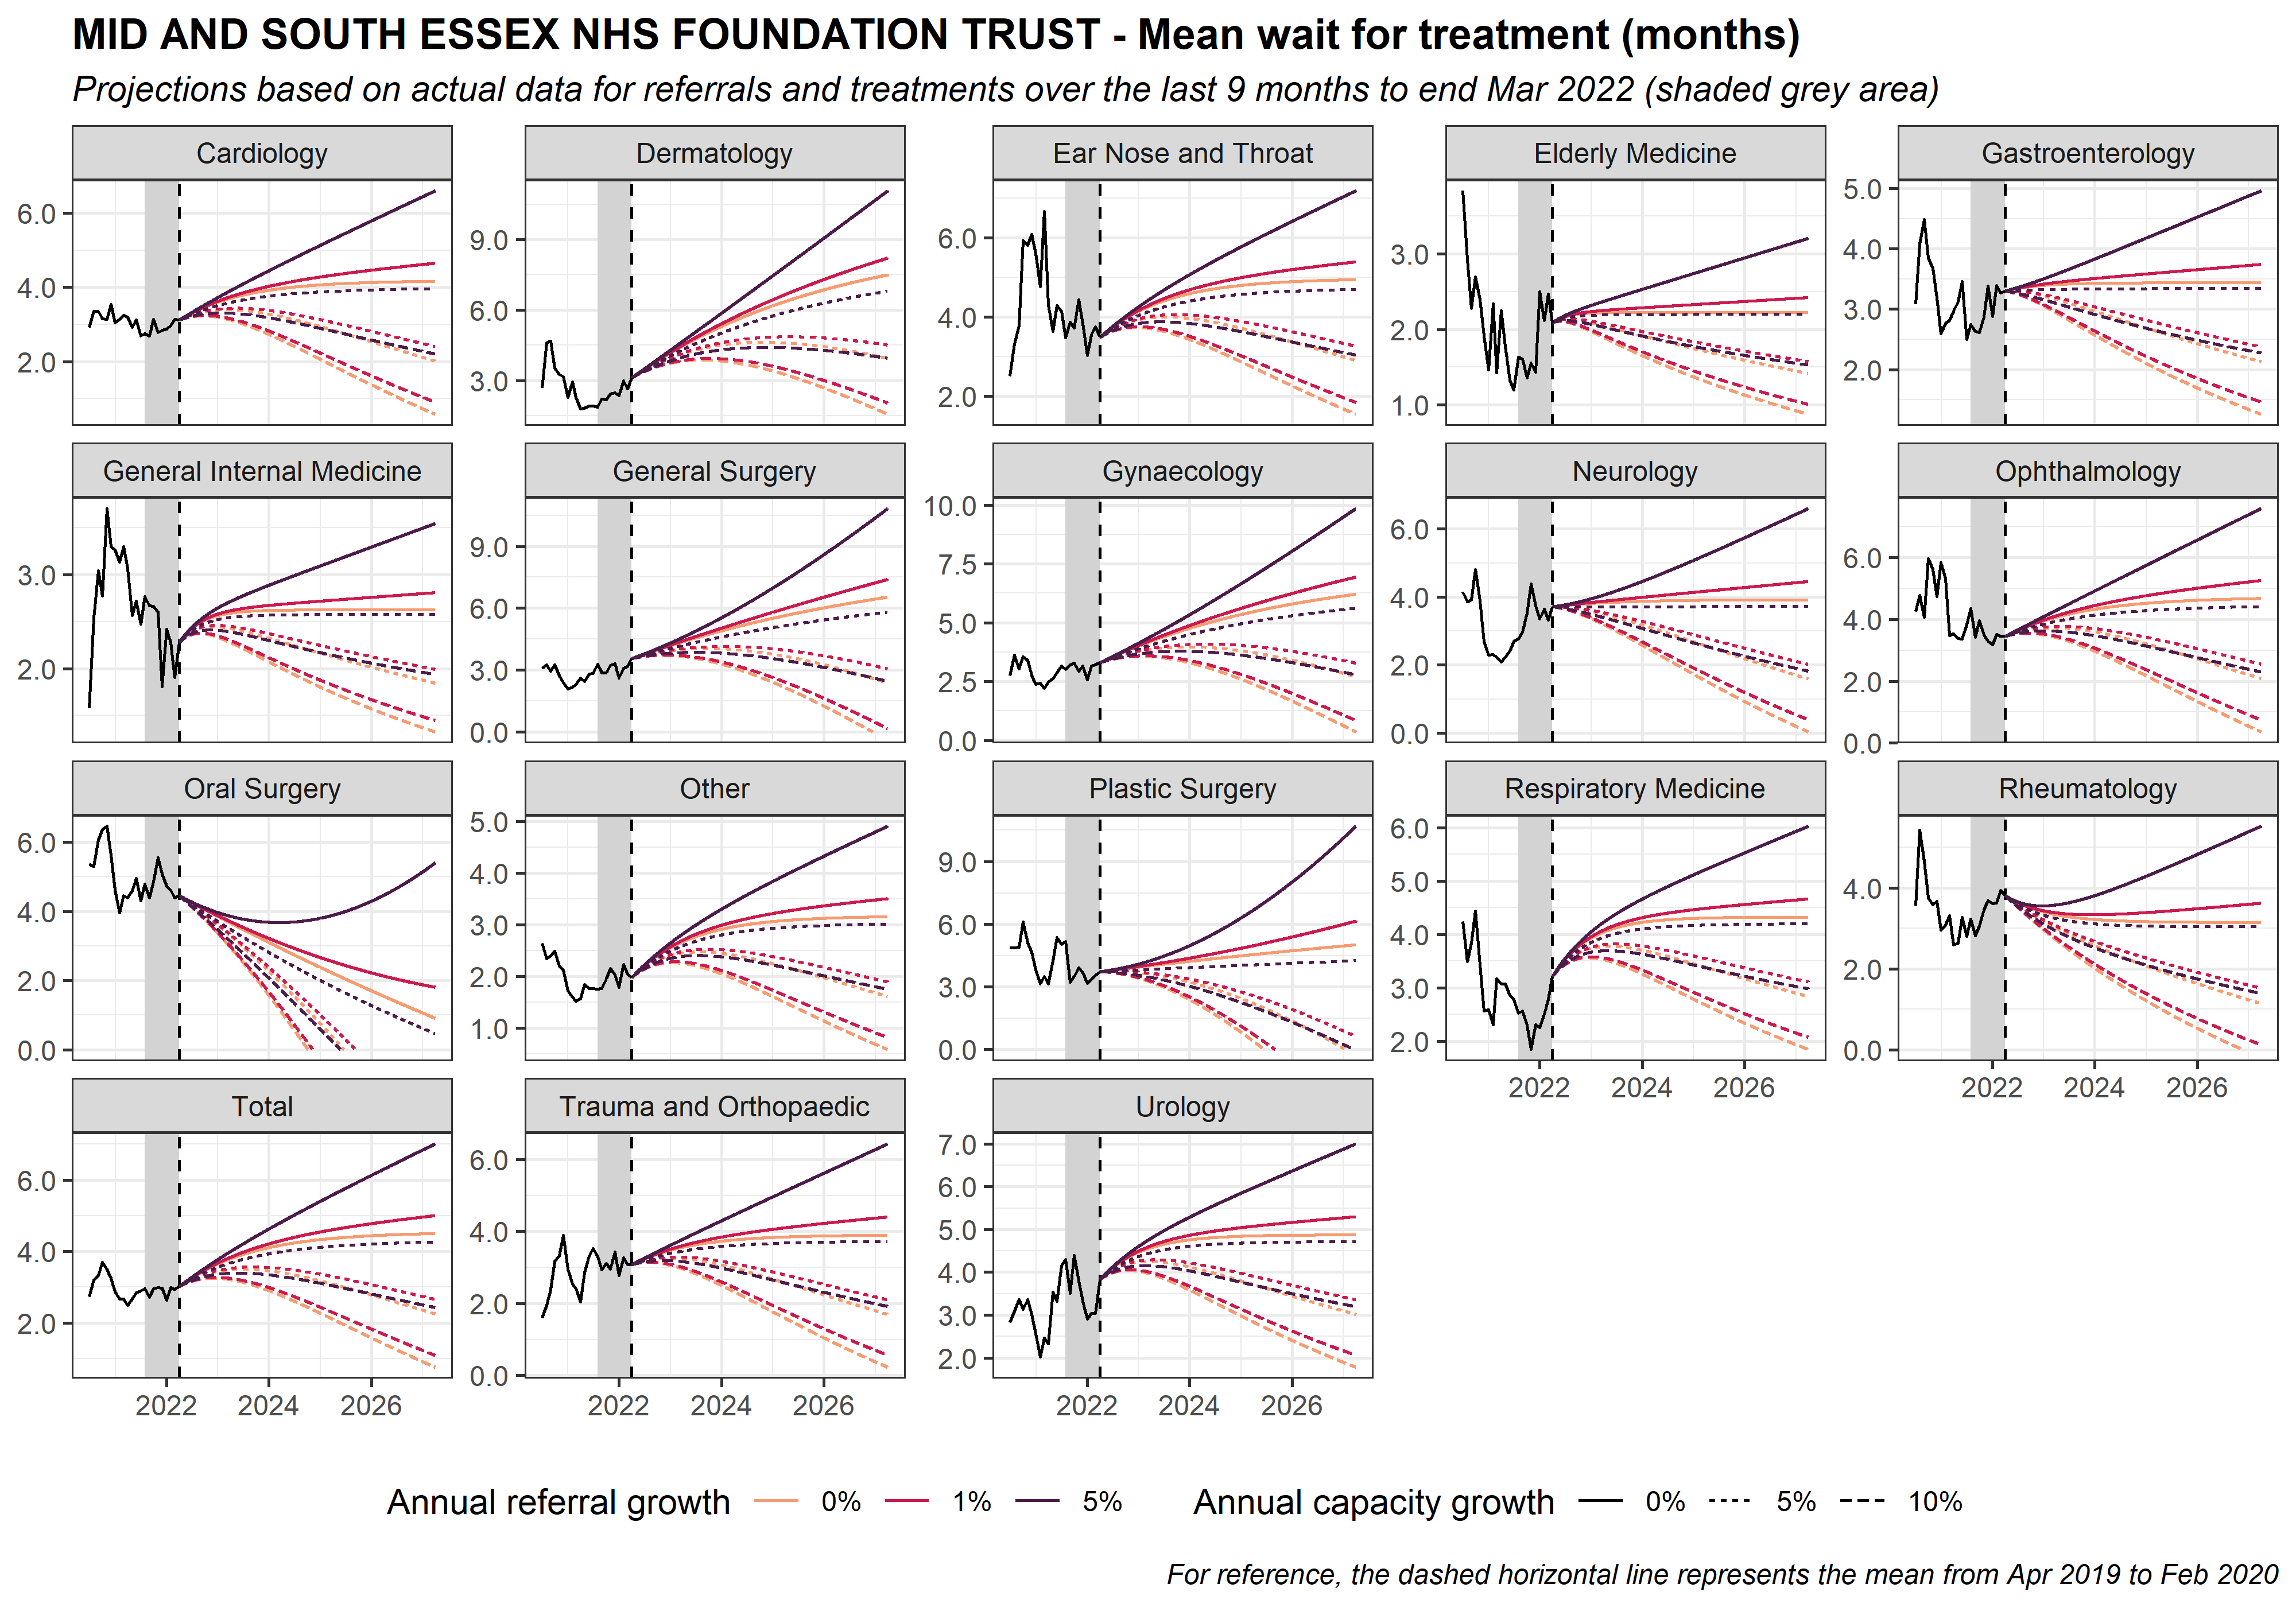 MID AND SOUTH ESSEX NHS FOUNDATION TRUST - Mean wait for treatment (months)
Projections based on actual data for referrals and treatments over the last 9 months to end Mar 2022 (shaded grey area)
Cardiology
Dermatology
Ear Nose and Throat
Elderly Medicine
Gastroenterology
6.0
4.0
2.0
9.0
6.0
3.0
6.0
4.0
2.0
3.0
2.0
1.0
5.0
4.0
3.0
2.0
General Internal Medicine
General Surgery
Gynaecology
Neurology
Ophthalmology
3.0
2.0
9.0
6.0
3.0
0.0
10.0
7.5
5.0
2.5
0.0
6.0
4.0
2.0
0.0
6.0
4.0
2.0
0.0
Oral Surgery
Other
Plastic Surgery
Respiratory Medicine
Rheumatology
6.0
4.0
2.0
0.0
5.0
4.0
3.0
2.0
1.0
9.0
6.0
3.0
0.0
6.0
5.0
4.0
3.0
2.0
4.0
2.0
0.0
2022 2024 2026
2022 2024 2026
Total
Trauma and Orthopaedic
Urology
6.0
4.0
2.0
6.0
4.0
2.0
0.0
7.0
6.0
5.0
4.0
3.0
2.0
2022 2024 2026
2022 2024 2026
2022 2024 2026
Annual referral growth 0% 1% 5% Annual capacity growth 0% 5% 10%
For reference, the dashed horizontal line represents the mean from Apr 2019 to Feb 2020